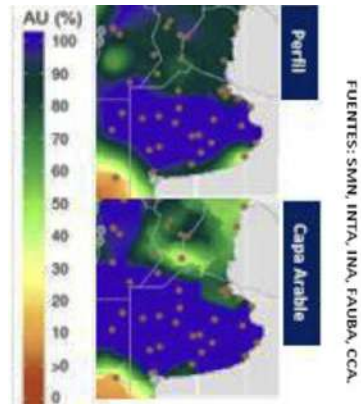 AU (%)
100
90
80
70
60
50
40
30
20
10
>0
AU (%)
Perfil
Capa Arable
FUENTES: SMN, INTA, INA, FAUBA, CCA.